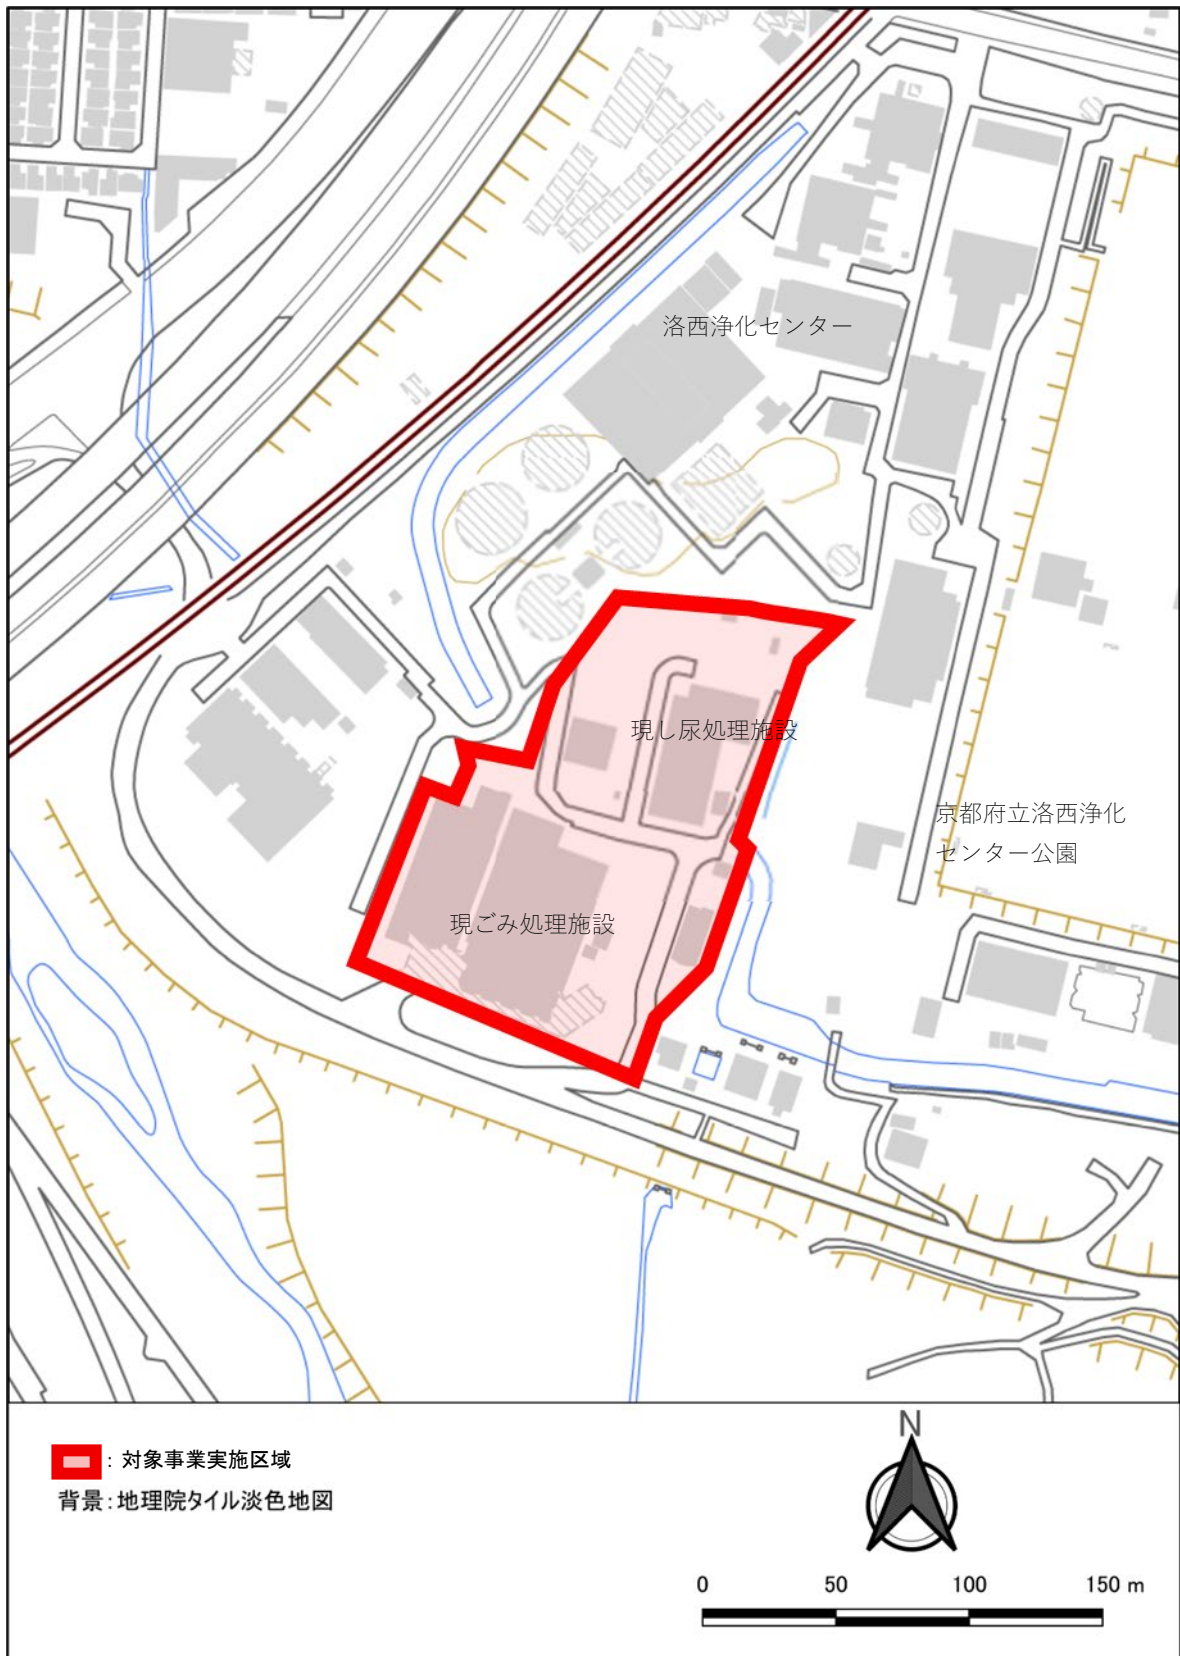 洛西浄化センター
現し尿処理施設
京都府立洛西浄化
センター公園
現ごみ処理施設
：対象事業実施区域
背景：地理院タイル淡色地図
N
0 50 100 150 m